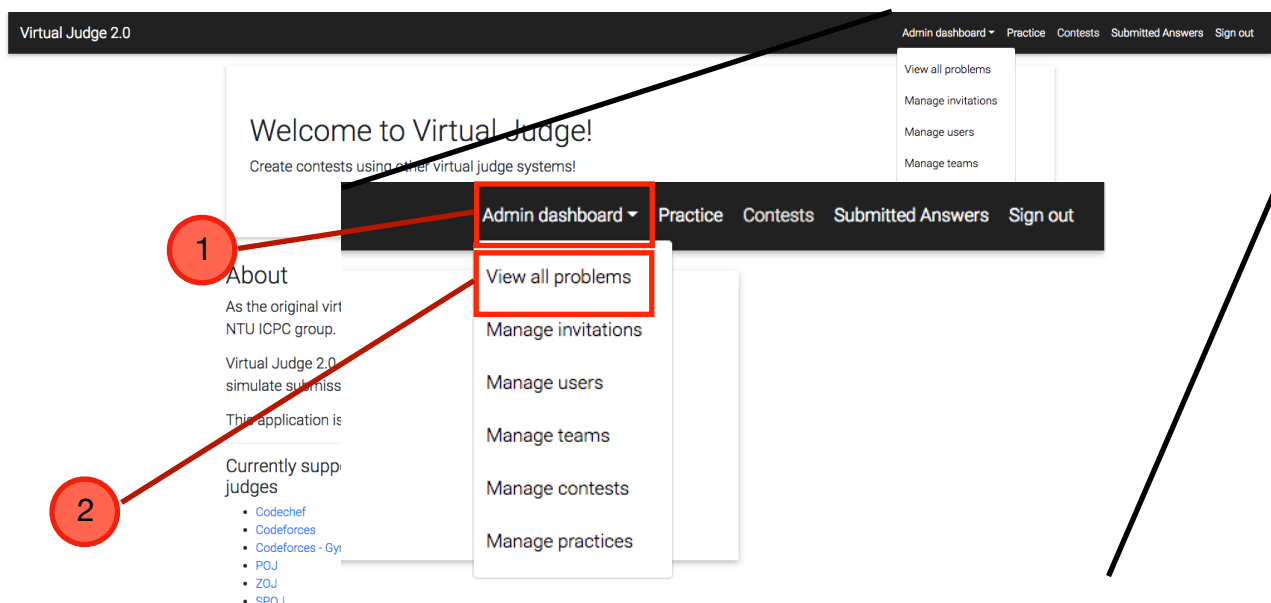 Virtual Judge 2.0
Admin dashboard Practice Contests Submitted Answers Sign out
View all problems
Manage invitations
Manage users
Manage teams
Welcome to Virtual Judge!
Create contests using other virtual judge systems!
Admin dashboard Practice Contests Submitted Answers Sign out
1
View all problems
Manage invitations
Manage users
Manage teams
Manage contests
Manage practices
About
As the original
NTU ICPC group.
Virtual Judge 2.0
simulate
This application is
Currently
judges
2
Codechef
Codeforces
Codeforces -
POJ
ZOJ
SPOJ